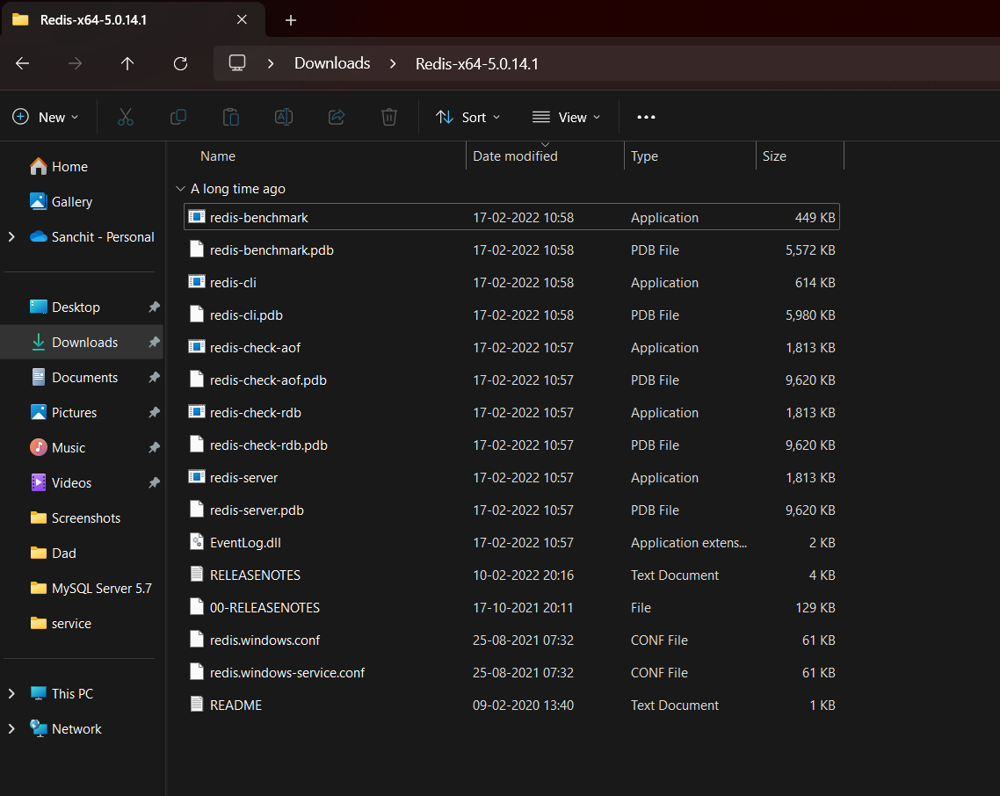 Redis-x64-5.0.14.1
Downloads Redis-x64-5.0.14.1
New Sort View
Name Date modified Type Size
Home
Gallery
Sanchit - Personal
Desktop
Downloads
Documents
Pictures
Music
Videos
Screenshots
Dad
MySQL Server 5.7
service
This PC
Network
A long time ago
redis-benchmark 17-02-2022 10:58 Application 449 KB
redis-benchmark.pdb 17-02-2022 10:58 PDB File 5,572 KB
redis-cli 17-02-2022 10:58 Application 614 KB
redis-cli.pdb 17-02-2022 10:58 PDB File 5,980 KB
redis-check-aof 17-02-2022 10:57 Application 1,813 KB
redis-check-aof.pdb 17-02-2022 10:57 PDB File 9,620 KB
redis-check-rdb 17-02-2022 10:57 Application 1,813 KB
redis-check-rdb.pdb 17-02-2022 10:57 PDB File 9,620 KB
redis-server 17-02-2022 10:57 Application 1,813 KB
redis-server.pdb 17-02-2022 10:57 PDB File 9,620 KB
EventLog.dll 17-02-2022 10:57 Application extens... 2 KB
RELEASENOTES 10-02-2022 20:16 Text Document 4 KB
00-RELEASENOTES 17-10-2021 20:11 File 129 KB
redis.windows.conf 25-08-2021 07:32 CONF File 61 KB
redis.windows-service.conf 25-08-2021 07:32 CONF File 61 KB
README 09-02-2020 13:40 Text Document 1 KB